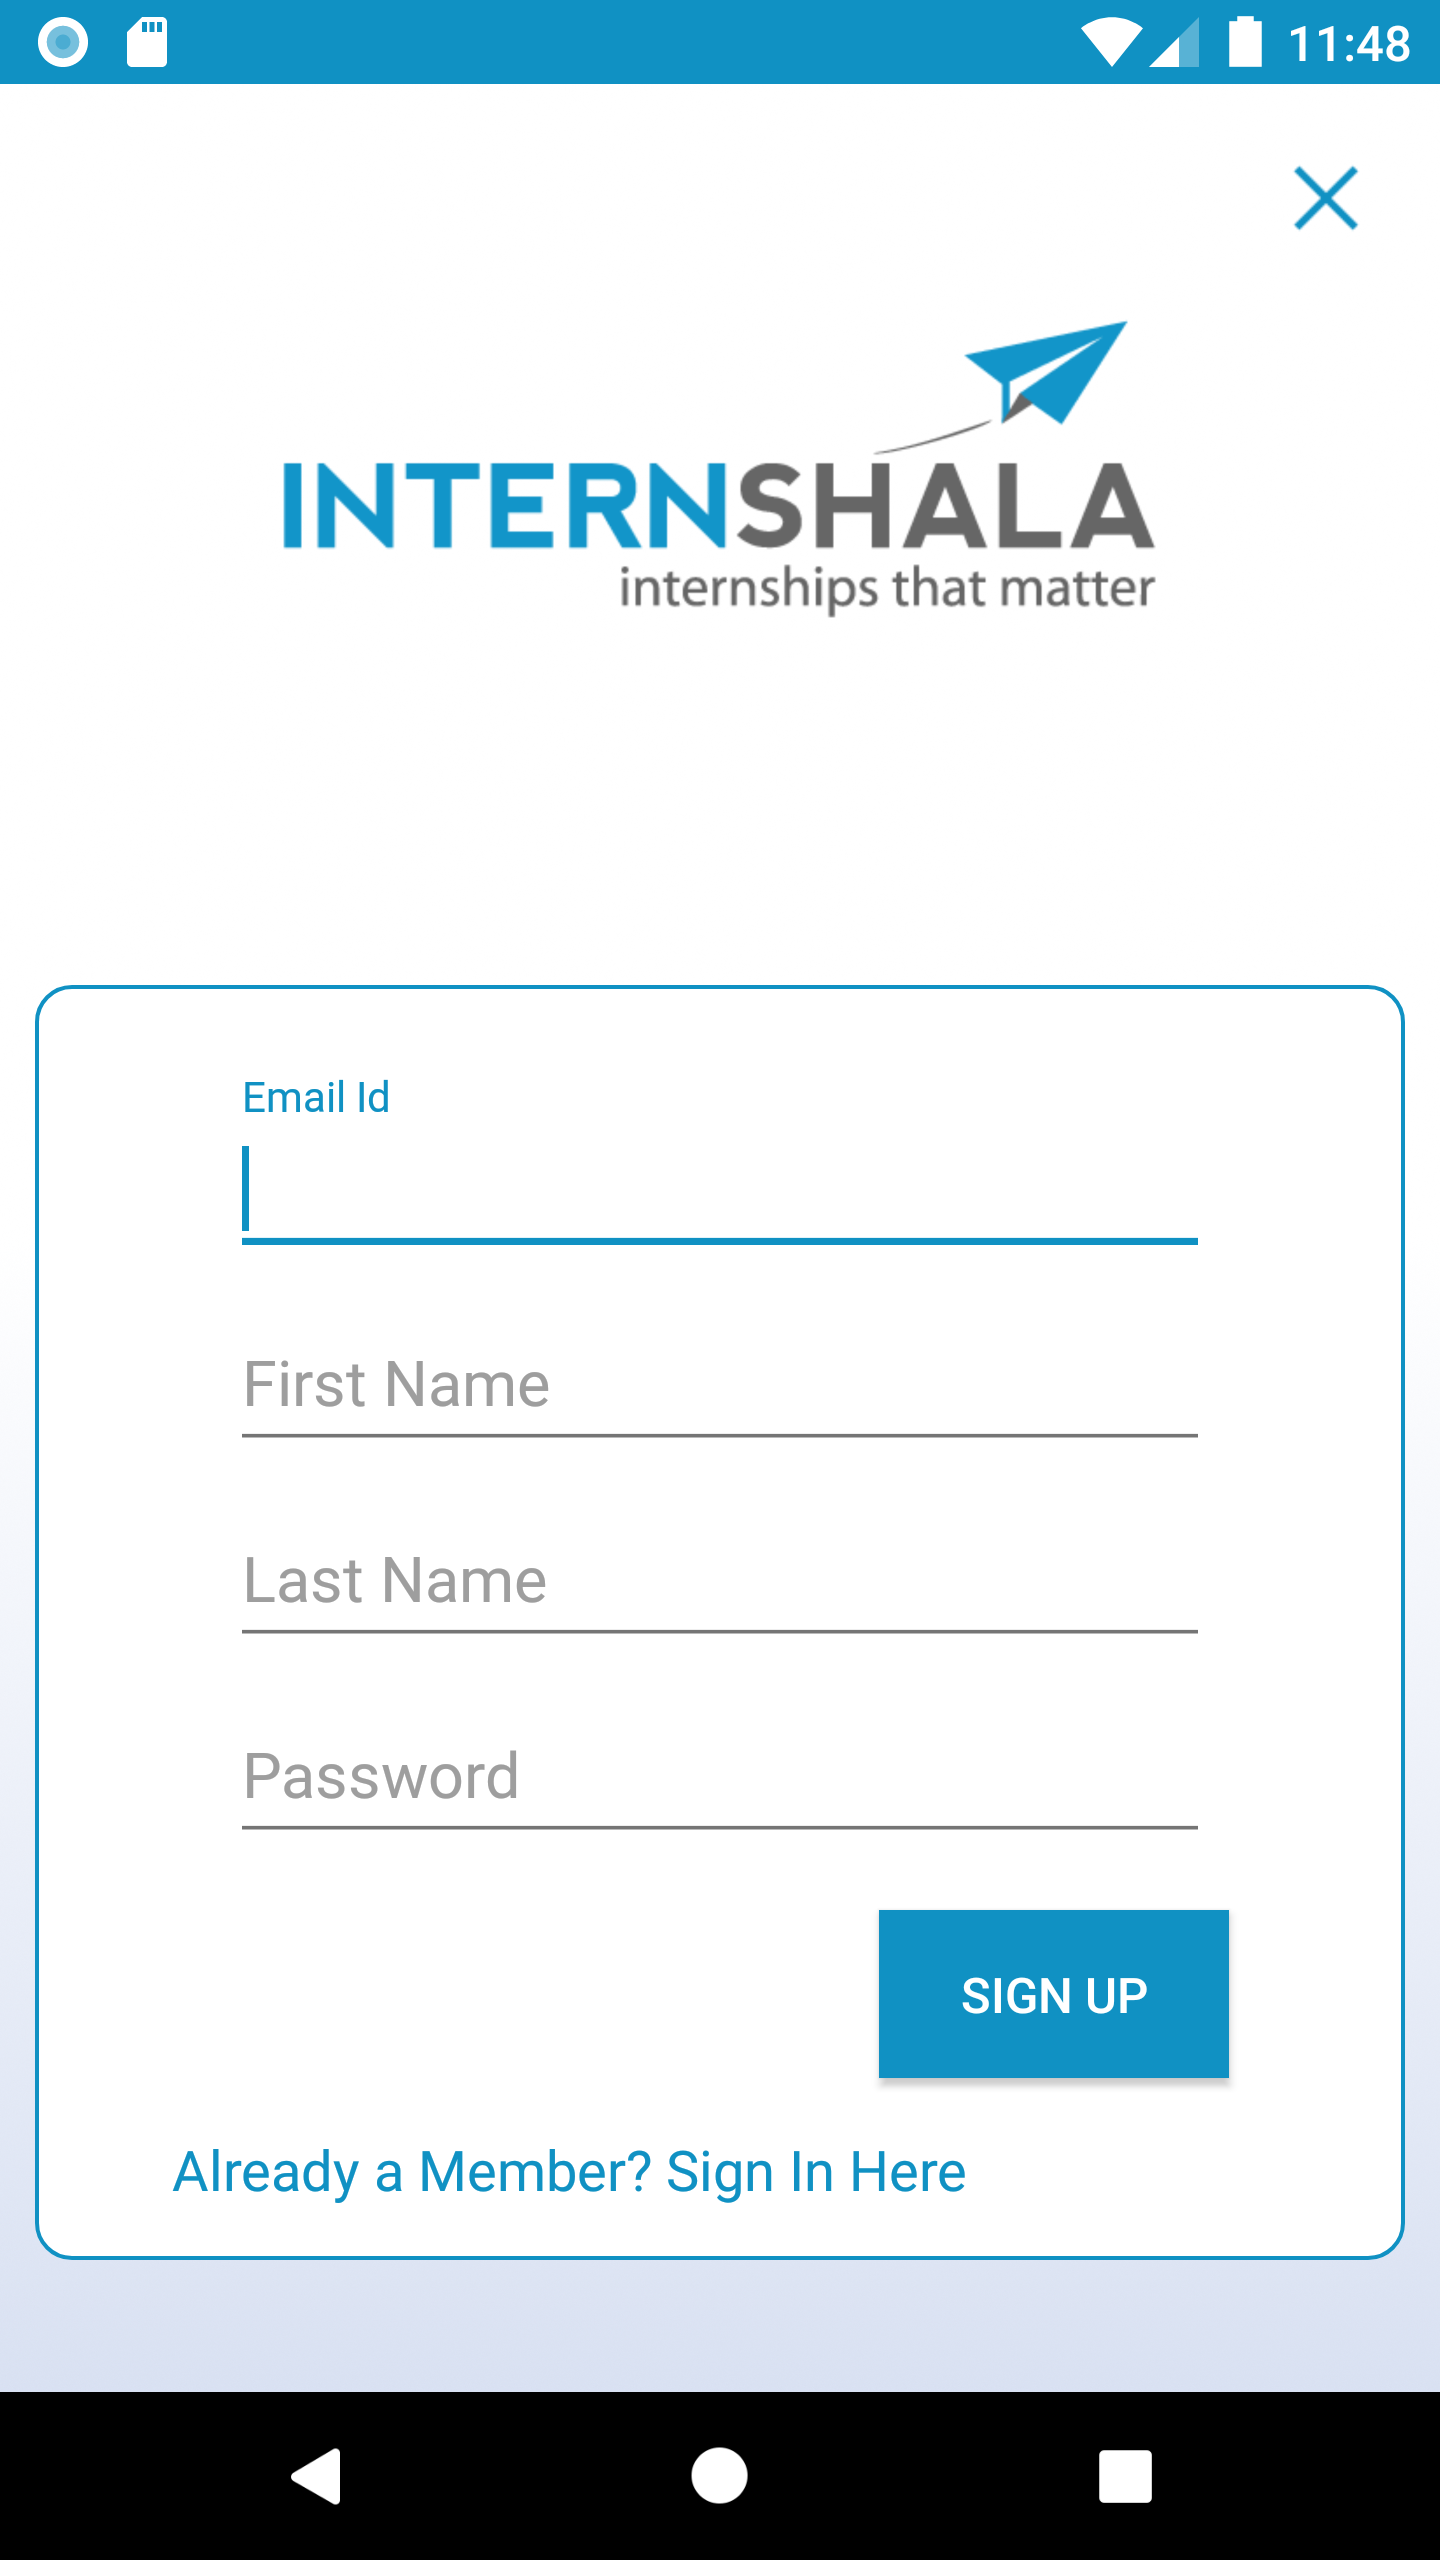 11:48
INTERNSHALA
internships that matter
Email Id
First Name
Last Name
Password
SIGN UP
Already a Member? Sign In Here